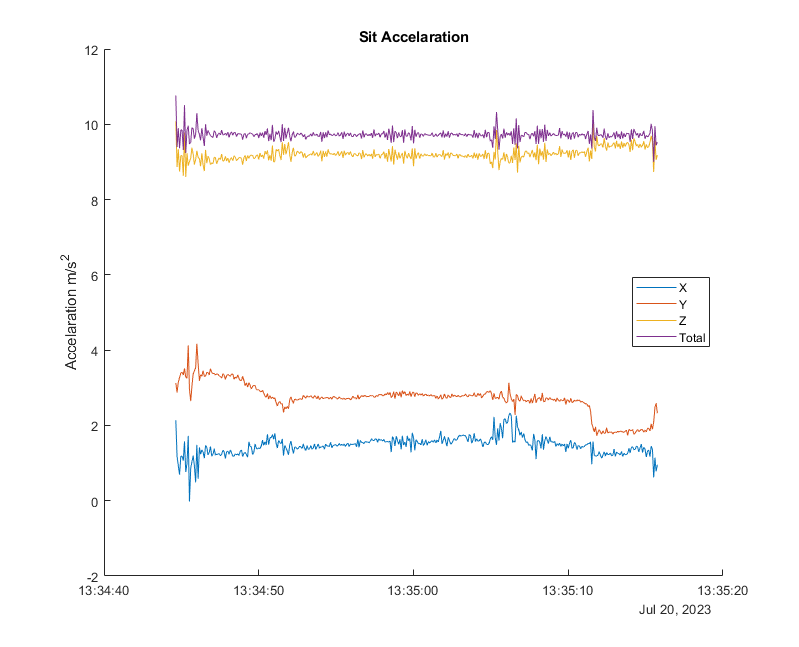 Sit Accelaration
12
10
8
6
4
2
0
-2
Accelaration m/s²
X
Y
Z
Total
13:34:40
13:34:50
13:35:00
13:35:10
13:35:20
Jul 20, 2023